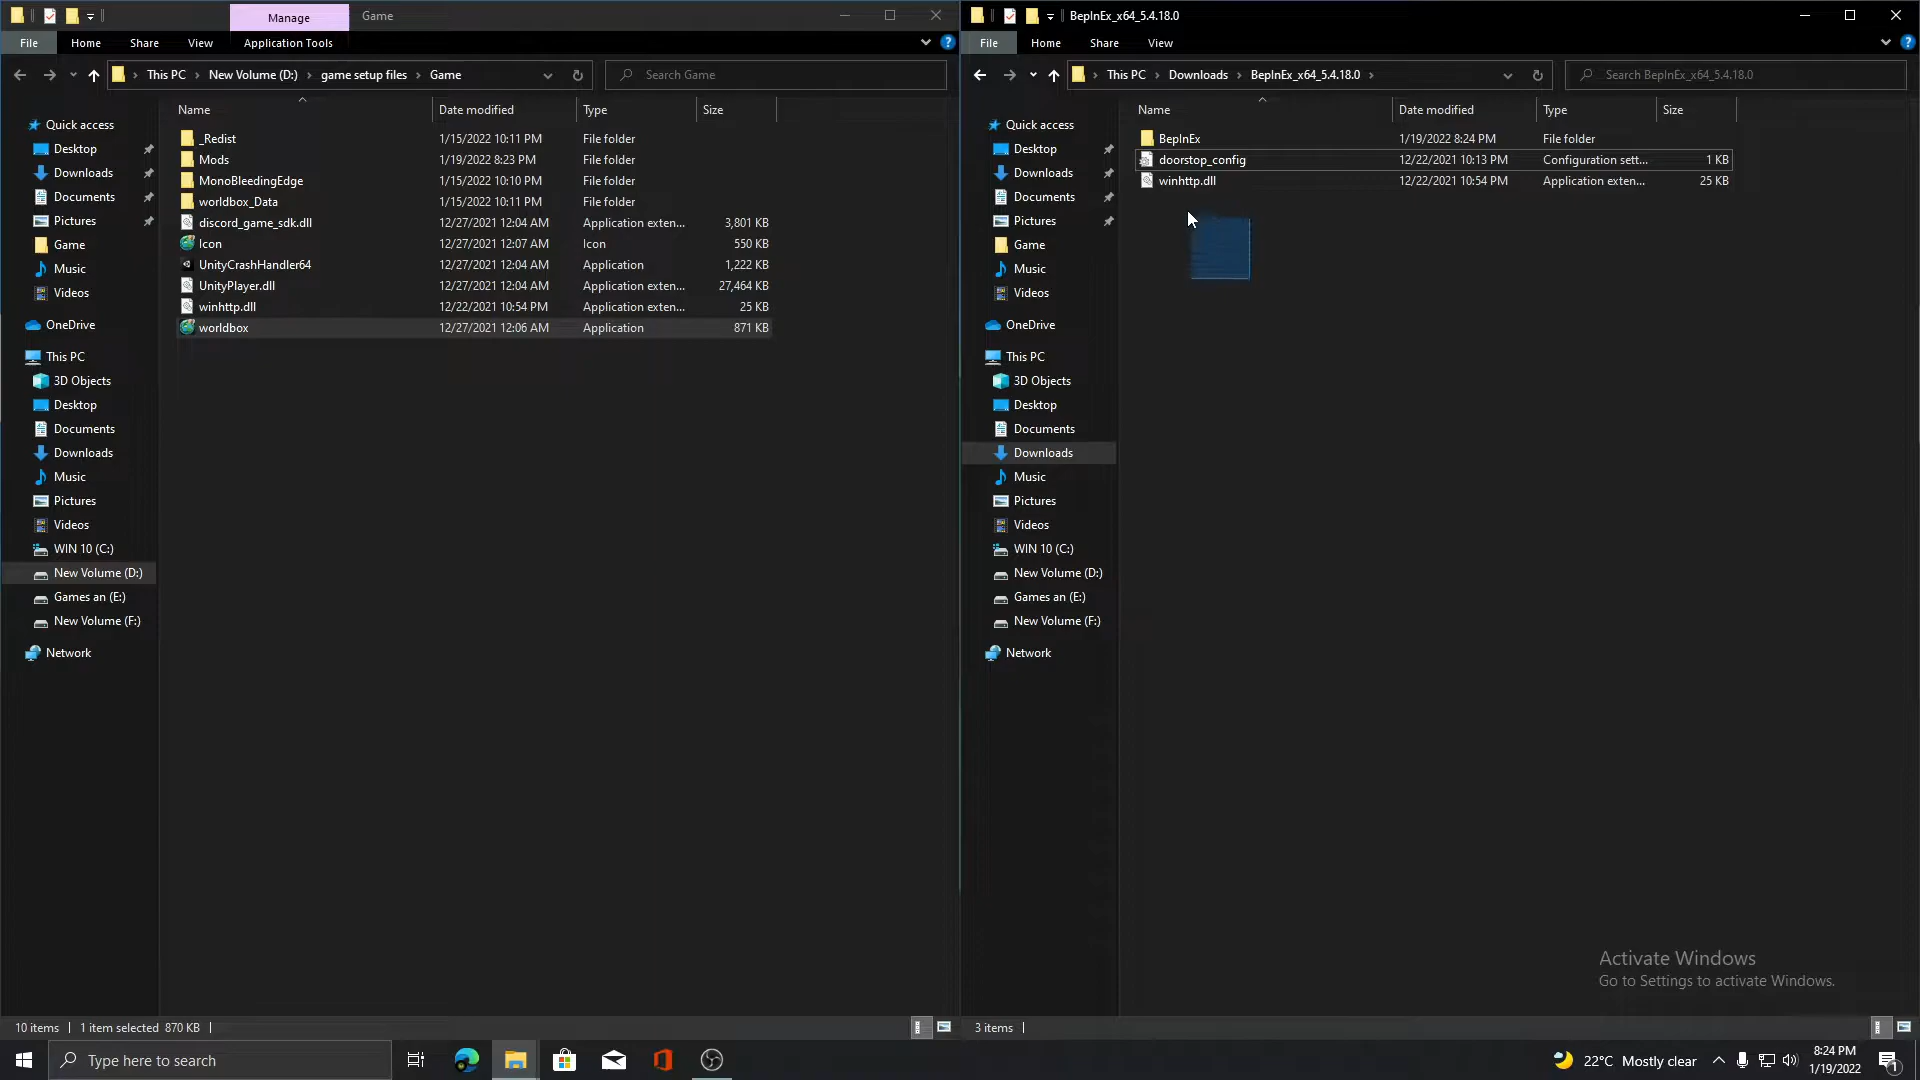 Manage
Game
File
Home
Share
View
Application Tools
This PC
New Volume (D:)
game setup files
Game
Search Game
Name
Date modified
Type
Size
Quick access
Desktop
Downloads
Documents
Pictures
Game
Music
Videos
OneDrive
This PC
3D Objects
Desktop
Documents
Downloads
Music
Pictures
Videos
WIN 10 (C:)
New Volume (D:)
Games an (E:)
New Volume (F:)
Network
_Redist 1/15/2022 10:11 PM File folder
Mods 1/19/2022 8:23 PM File folder
MonoBleedingEdge 1/15/2022 10:10 PM File folder
worldbox_Data 1/15/2022 10:11 PM File folder
discord_game_sdk.dll 12/27/2021 12:04 AM Application exten... 3,801 KB
Icon 12/27/2021 12:07 AM Icon 550 KB
UnityCrashHandler64 12/27/2021 12:04 AM Application 1,222 KB
UnityPlayer.dll 12/27/2021 12:04 AM Application exten... 27,464 KB
winhttp.dll 12/22/2021 10:54 PM Application exten... 25 KB
worldbox 12/27/2021 12:06 AM Application 871 KB
10 items
1 item selected 870 KB
BepInEx_x64_5.4.18.0
File
Home
Share
View
This PC
Downloads
BepInEx_x64_5.4.18.0
Search BepInEx_x64_5.4.18.0
Name
Date modified
Type
Size
Quick access
Desktop
Downloads
Documents
Pictures
Game
Music
Videos
OneDrive
This PC
3D Objects
Desktop
Documents
Downloads
Music
Pictures
Videos
WIN 10 (C:)
New Volume (D:)
Games an (E:)
New Volume (F:)
Network
BepInEx 1/19/2022 8:24 PM File folder
doorstop_config 12/22/2021 10:13 PM Configuration sett... 1 KB
winhttp.dll 12/22/2021 10:54 PM Application exten... 25 KB
Activate Windows
Go to Settings to activate Windows.
3 items
Type here to search
22°C Mostly clear
8:24 PM
1/19/2022
1